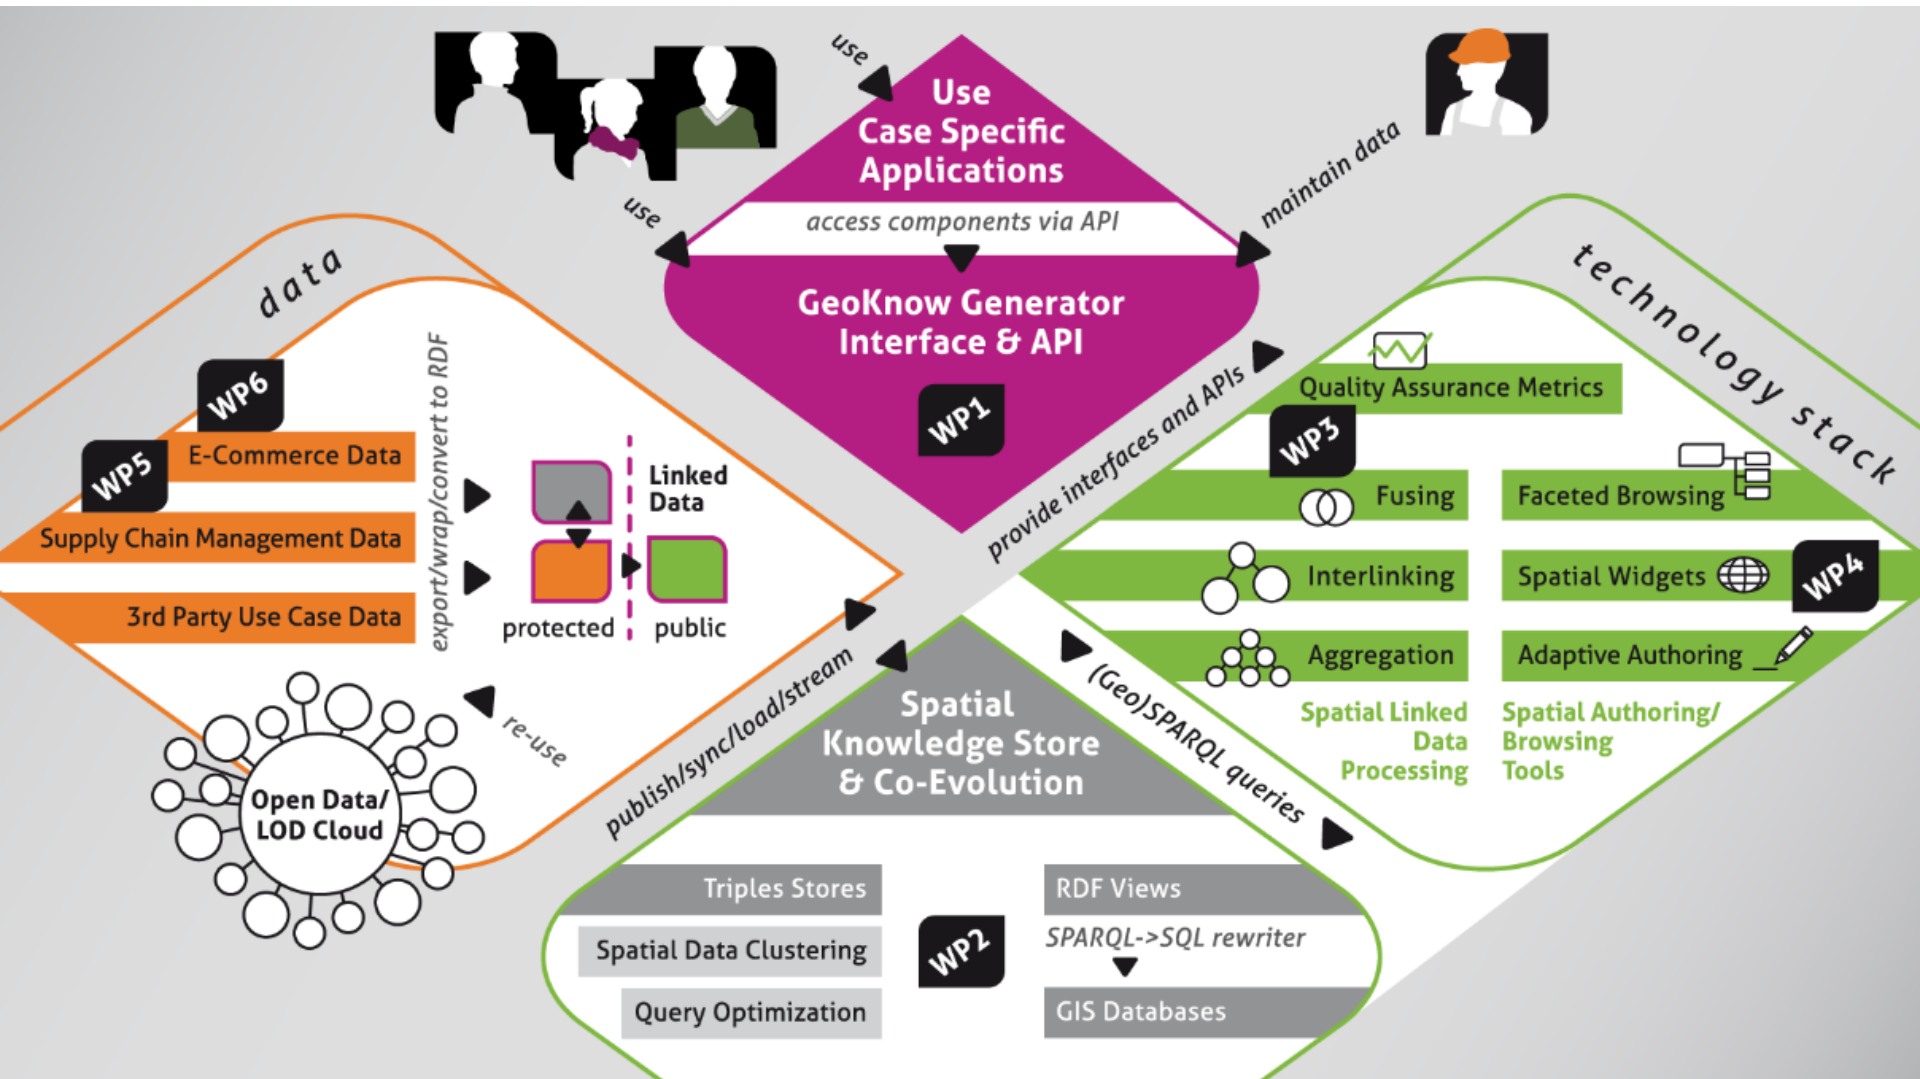 use
Use
Case Specific
Applications
use
access components via API
maintain data
GeoKnow Generator
Interface & API
WP1
data
WP6
WP5
E-Commerce Data
Supply Chain Management Data
3rd Party Use Case Data
export/wrap/convert to RDF
Linked
Data
protected
public
re-use
Open Data/
LOD Cloud
publish/sync/load/stream
provide interfaces and APIs
technology stack
Quality Assurance Metrics
WP3
Fusing
Interlinking
Aggregation
Spatial Linked
Data
Processing
Faceted Browsing
Spatial Widgets
WP4
Adaptive Authoring
Spatial Authoring/
Browsing
Tools
(Geo)SPARQL queries
Spatial
Knowledge Store
& Co-Evolution
Triples Stores
Spatial Data Clustering
Query Optimization
WP2
RDF Views
SPARQL->SQL rewriter
GIS Databases